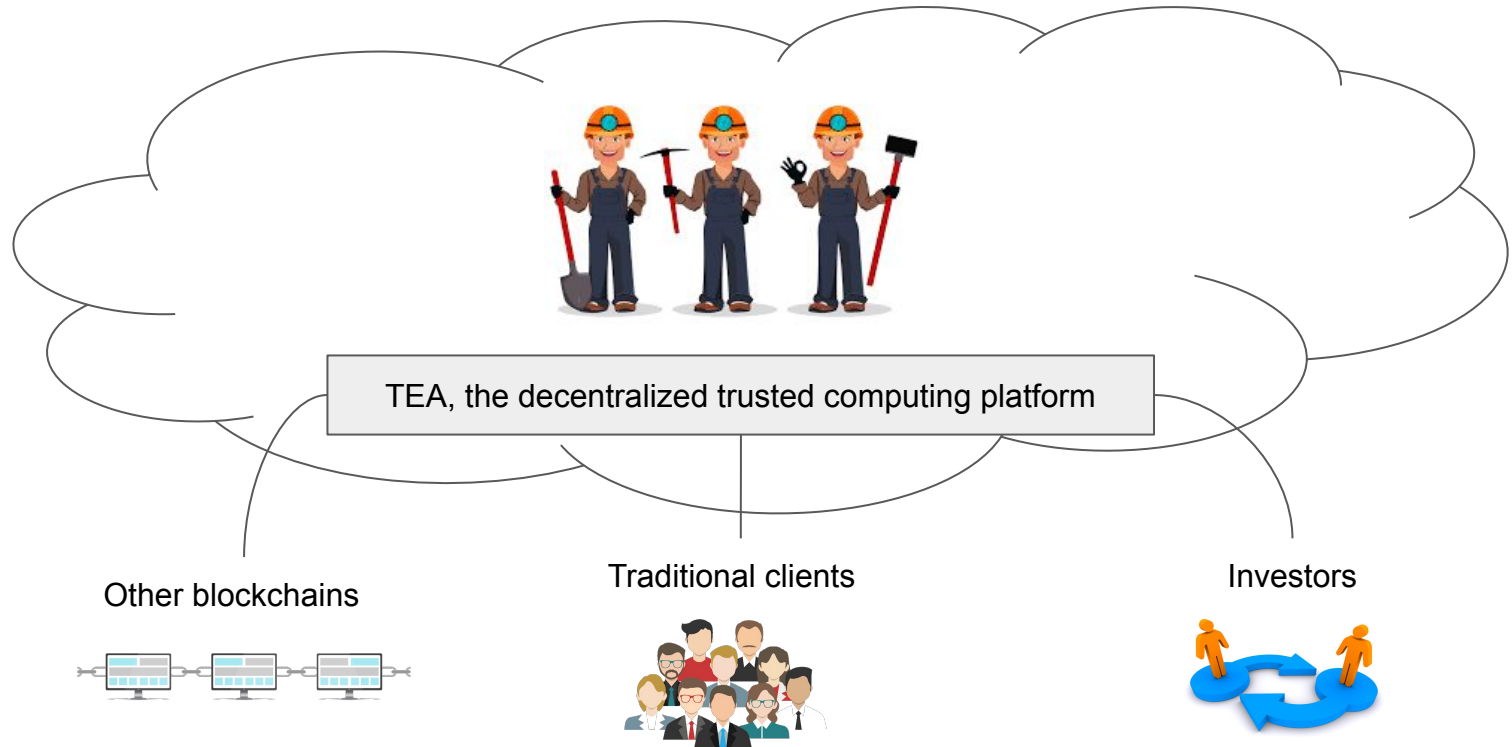 TEA, the decentralized trusted computing platform
Other blockchains
Traditional clients
Investors